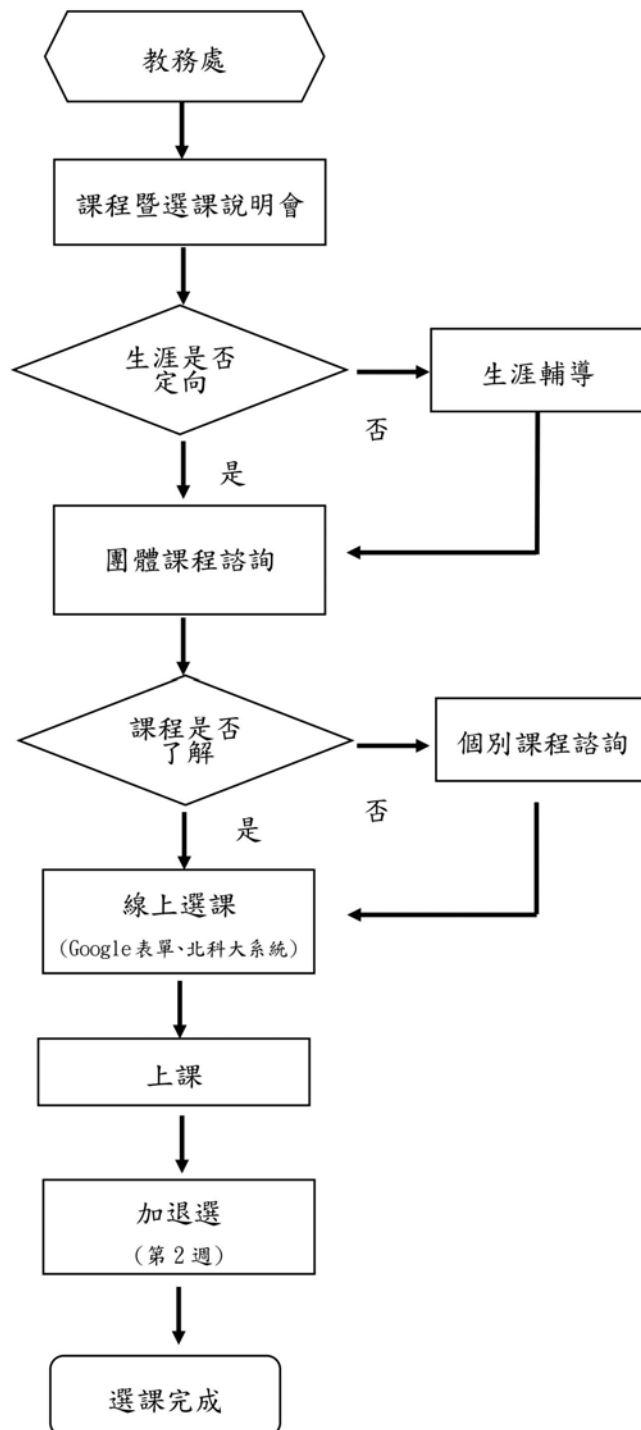 教務處
課程暨選課說明會
生涯是否
定向
生涯輔導
否
是
團體課程諮詢
課程是否
了解
個別課程諮詢
否
是
線上選課
(Google表單、北科大系統)
上課
加退選
(第2週)
選課完成